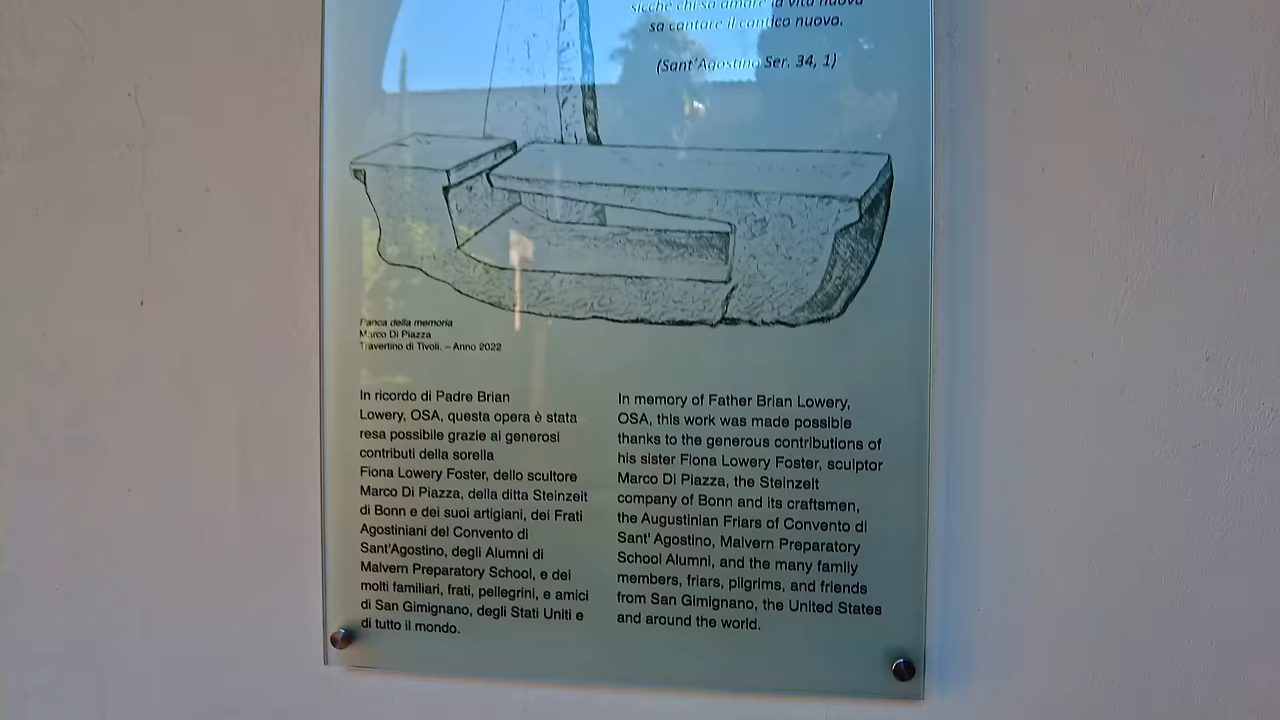 sicché chi sa amare la vita nuova
sa cantare il cantico nuovo.
(Sant'Agostino Ser. 34, 1)
Panca della memoria
Marco Di Piazza
Travertino di Tivoli. – Anno 2022
In ricordo di Padre Brian
Lowery, OSA, questa opera è stata
resa possibile grazie ai generosi
contributi della sorella
Fiona Lowery Foster, dello scultore
Marco Di Piazza, della ditta Steinzeit
di Bonn e dei suoi artigiani, dei Frati
Agostiniani del Convento di
Sant'Agostino, degli Alumni di
Malvern Preparatory School, e dei
molti familiari, frati, pellegrini, e amici
di San Gimignano, degli Stati Uniti e
di tutto il mondo.
In memory of Father Brian Lowery,
OSA, this work was made possible
thanks to the generous contributions of
his sister Fiona Lowery Foster, sculptor
Marco Di Piazza, the Steinzeit
company of Bonn and its craftsmen,
the Augustinian Friars of Convento di
Sant' Agostino, Malvern Preparatory
School Alumni, and the many family
members, friars, pilgrims, and friends
from San Gimignano, the United States
and around the world.